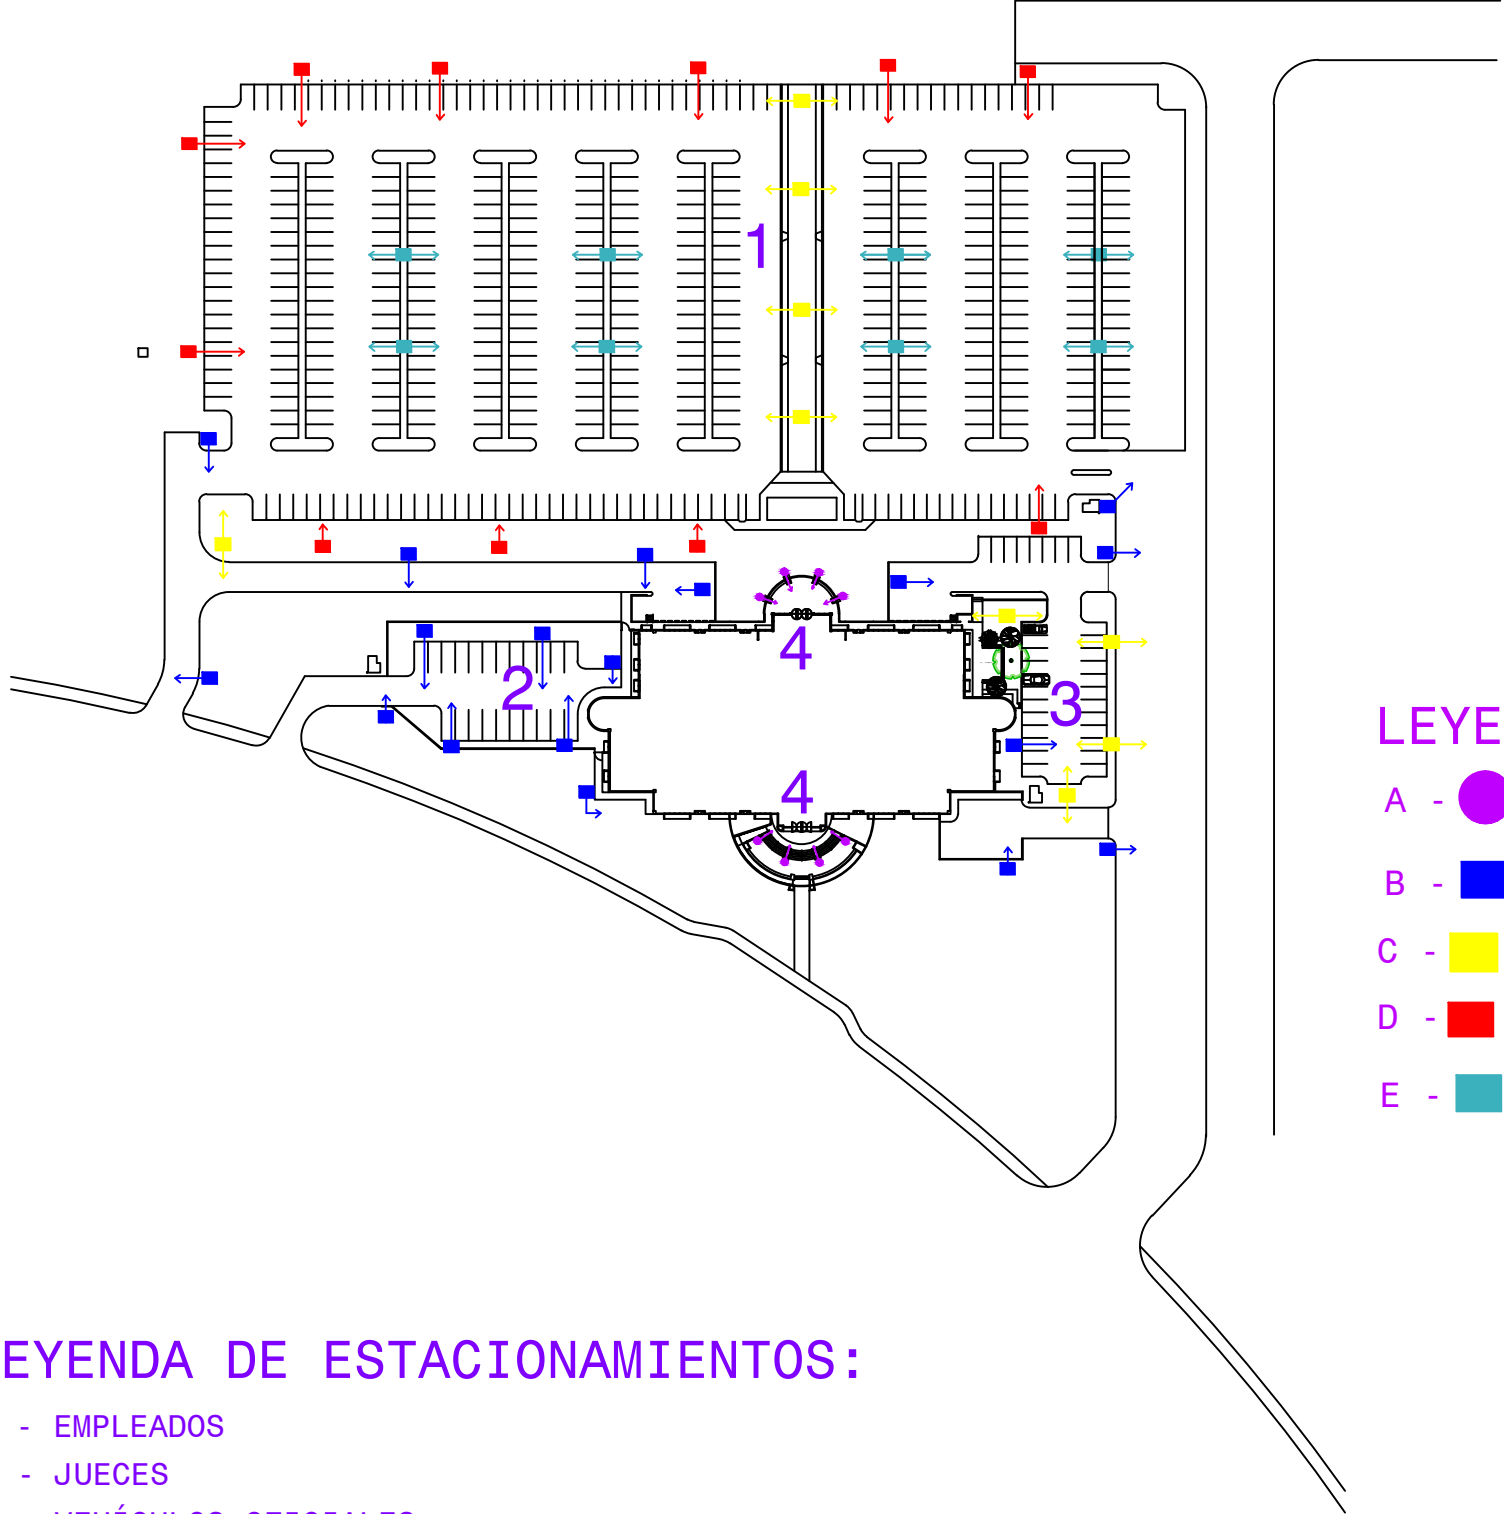 1
2
3
4
4
LEYE
A -
B -
C -
D -
E -
EYENDA DE ESTACIONAMIENTOS:
- EMPLEADOS
- JUECES